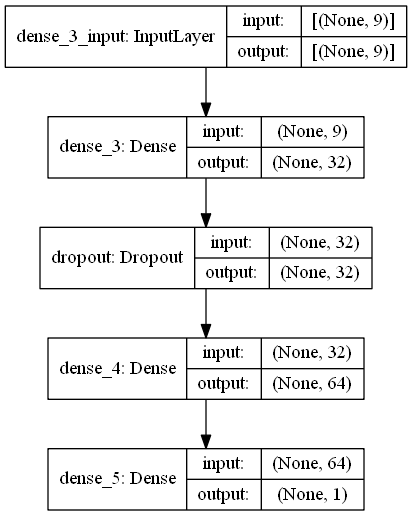 dense_3_input: InputLayer
input: [(None, 9)]
output: [(None, 9)]
dense_3: Dense
input: (None, 9)
output: (None, 32)
dropout: Dropout
input: (None, 32)
output: (None, 32)
dense_4: Dense
input: (None, 32)
output: (None, 64)
dense_5: Dense
input: (None, 64)
output: (None, 1)